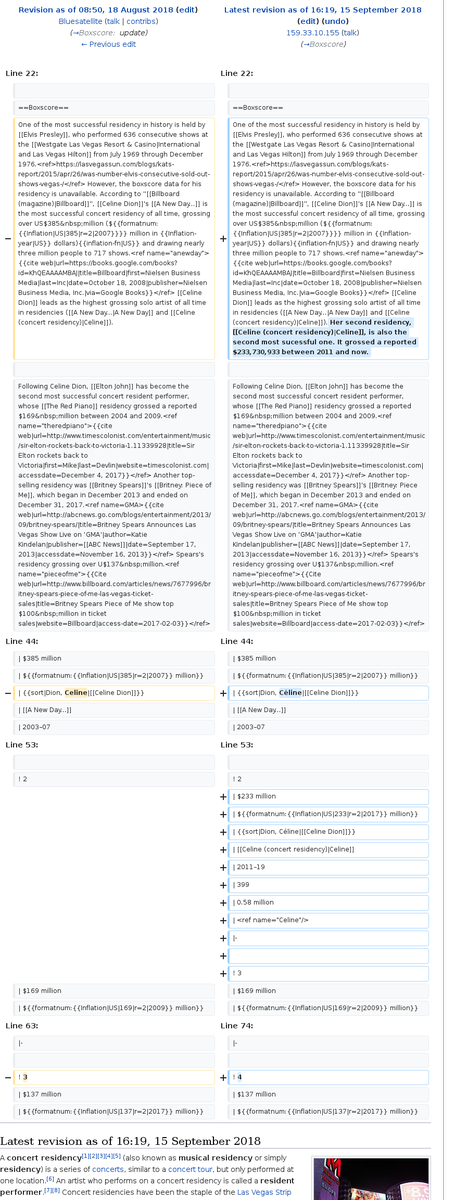 Revision as of 08:50, 18 August 2018 (edit)
Bluesatellite (talk | contribs)
(→Boxscore: update)
← Previous edit
Latest revision as of 16:19, 15 September 2018
(edit) (undo)
159.33.10.155 (talk)
(→Boxscore)
Line 22:
==Boxscore==
One of the most successful residency in history is held by
[[Elvis Presley]], who performed 636 consecutive shows at
the [[Westgate Las Vegas Resort & Casino|International
and Las Vegas Hilton]] from July 1969 through December
1976.<ref>https://lasvegassun.com/blogs/kats-
report/2015/apr/26/was-number-elvis-consecutive-sold-out-
shows-vegas-/</ref> However, the boxscore data for his
residency is unavailable. According to ''[[Billboard
(magazine)|Billboard]]'', [[Celine Dion]]'s [[A New Day...]] is
the most successful concert residency of all time, grossing
over US$385&nbsp;million (${{formatnum:
{{Inflation|US|385|r=2|2007}}}} million in {{Inflation-
year|US}} dollars){{inflation-fn|US}} and drawing nearly
three million people to 717 shows.<ref name="aneweday">
{{cite web|url=https://books.google.com/books?
id=KhQEAAAAMBAJ|title=Billboard|first=Nielsen Business
Media|last=Inc|date=October 18, 2008|publisher=Nielsen
Business Media, Inc.|via=Google Books}}</ref> [[Celine
Dion]] leads as the highest grossing solo artist of all time
in residencies ([[A New Day...|A New Day]] and [[Celine
(concert residency)|Celine]]).
Following Celine Dion, [[Elton John]] has become the
second most successful concert resident performer,
whose [[The Red Piano]] residency grossed a reported
$169&nbsp;million between 2004 and 2009.<ref
name="theredpiano">{{cite
web|url=http://www.timescolonist.com/entertainment/music
/sir-elton-rockets-back-to-victoria-1.11339928|title=Sir
Elton rockets back to
Victoria|first=Mike|last=Devlin|website=timescolonist.com|
accessdate=December 4, 2017}}</ref> Another top-
selling residency was [[Britney Spears]]'s [[Britney Piece of
Me]], which began in December 2013 and ended on
December 31, 2017.<ref name=GMA>{{cite
web|url=http://abcnews.go.com/blogs/entertainment/2013/
09/britney-spears/|title=Britney Spears Announces Las
Vegas Show Live on 'GMA'|author=Katie
Kindelan|publisher=[[ABC News]]|date=September 17,
2013|accessdate=November 16, 2013}}</ref> Spears's
residency grossing over U$137&nbsp;million.<ref
name="pieceofme">{{Cite
web|url=http://www.billboard.com/articles/news/7677996/br
itney-spears-piece-of-me-las-vegas-ticket-
sales|title=Britney Spears Piece of Me show top
$100&nbsp;million in ticket
sales|website=Billboard|access-date=2017-02-03}}</ref>
Line 22:
==Boxscore==
One of the most successful residency in history is held by
[[Elvis Presley]], who performed 636 consecutive shows at
the [[Westgate Las Vegas Resort & Casino|International
and Las Vegas Hilton]] from July 1969 through December
1976.<ref>https://lasvegassun.com/blogs/kats-
report/2015/apr/26/was-number-elvis-consecutive-sold-out-
shows-vegas-/</ref> However, the boxscore data for his
residency is unavailable. According to ''[[Billboard
(magazine)|Billboard]]'', [[Celine Dion]]'s [[A New Day...]] is
the most successful concert residency of all time, grossing
over US$385&nbsp;million (${{formatnum:
{{Inflation|US|385|r=2|2007}}}} million in {{Inflation-
year|US}} dollars){{inflation-fn|US}} and drawing nearly
three million people to 717 shows.<ref name="aneweday">
{{cite web|url=https://books.google.com/books?
id=KhQEAAAAMBAJ|title=Billboard|first=Nielsen Business
Media|last=Inc|date=October 18, 2008|publisher=Nielsen
Business Media, Inc.|via=Google Books}}</ref> [[Celine
Dion]] leads as the highest grossing solo artist of all time
in residencies ([[A New Day...|A New Day]] and [[Celine
(concert residency)|Celine]]). Her second residency,
[[Celine (concert residency)|Celine]], is also the
second most sucessful one. It grossed a reported
$233,730,933 between 2011 and now.
Following Celine Dion, [[Elton John]] has become the
second most successful concert resident performer,
whose [[The Red Piano]] residency grossed a reported
$169&nbsp;million between 2004 and 2009.<ref
name="theredpiano">{{cite
web|url=http://www.timescolonist.com/entertainment/music
/sir-elton-rockets-back-to-victoria-1.11339928|title=Sir
Elton rockets back to
Victoria|first=Mike|last=Devlin|website=timescolonist.com|
accessdate=December 4, 2017}}</ref> Another top-
selling residency was [[Britney Spears]]'s [[Britney Piece of
Me]], which began in December 2013 and ended on
December 31, 2017.<ref name=GMA>{{cite
web|url=http://abcnews.go.com/blogs/entertainment/2013/
09/britney-spears/|title=Britney Spears Announces Las
Vegas Show Live on 'GMA'|author=Katie
Kindelan|publisher=[[ABC News]]|date=September 17,
2013|accessdate=November 16, 2013}}</ref> Spears's
residency grossing over U$137&nbsp;million.<ref
name="pieceofme">{{Cite
web|url=http://www.billboard.com/articles/news/7677996/br
itney-spears-piece-of-me-las-vegas-ticket-
sales|title=Britney Spears Piece of Me show top
$100&nbsp;million in ticket
sales|website=Billboard|access-date=2017-02-03}}</ref>
Line 44: Line 44:
| $385 million | $385 million
| ${{formatnum:{{Inflation|US|385|r=2|2007}} million}} | ${{formatnum:{{Inflation|US|385|r=2|2007}} million}}
− | {{sort|Dion, Celine|[[Celine Dion]]}} + | {{sort|Dion, Céline|[[Celine Dion]]}}
| [[A New Day...]] | [[A New Day...]]
| 2003–07 | 2003–07
Line 53: Line 53:
! 2 ! 2
+ | $233 million
+ | ${{formatnum:{{Inflation|US|233|r=2|2017}} million}}
+ | {{sort|Dion, Céline|[[Celine Dion]]}}
+ | [[Celine (concert residency)|Celine]]
+ | 2011–19
+ | 399
+ | 0.58 million
+ | <ref name="Celine"/>
+ |-
+
+ ! 3
| $169 million | $169 million
| ${{formatnum:{{Inflation|US|169|r=2|2009}} million}} | ${{formatnum:{{Inflation|US|169|r=2|2009}} million}}
Line 63: Line 74:
|- |-
− ! 3 + ! 4
| $137 million | $137 million
| ${{formatnum:{{Inflation|US|137|r=2|2017}} million}} | ${{formatnum:{{Inflation|US|137|r=2|2017}} million}}
Latest revision as of 16:19, 15 September 2018
A concert residency[1][2][3][4][5] (also known as musical residency or simply
residency) is a series of concerts, similar to a concert tour, but only performed at
one location.[6] An artist who performs on a concert residency is called a resident
performer.[7][8] Concert residencies have been the staple of the Las Vegas Strip